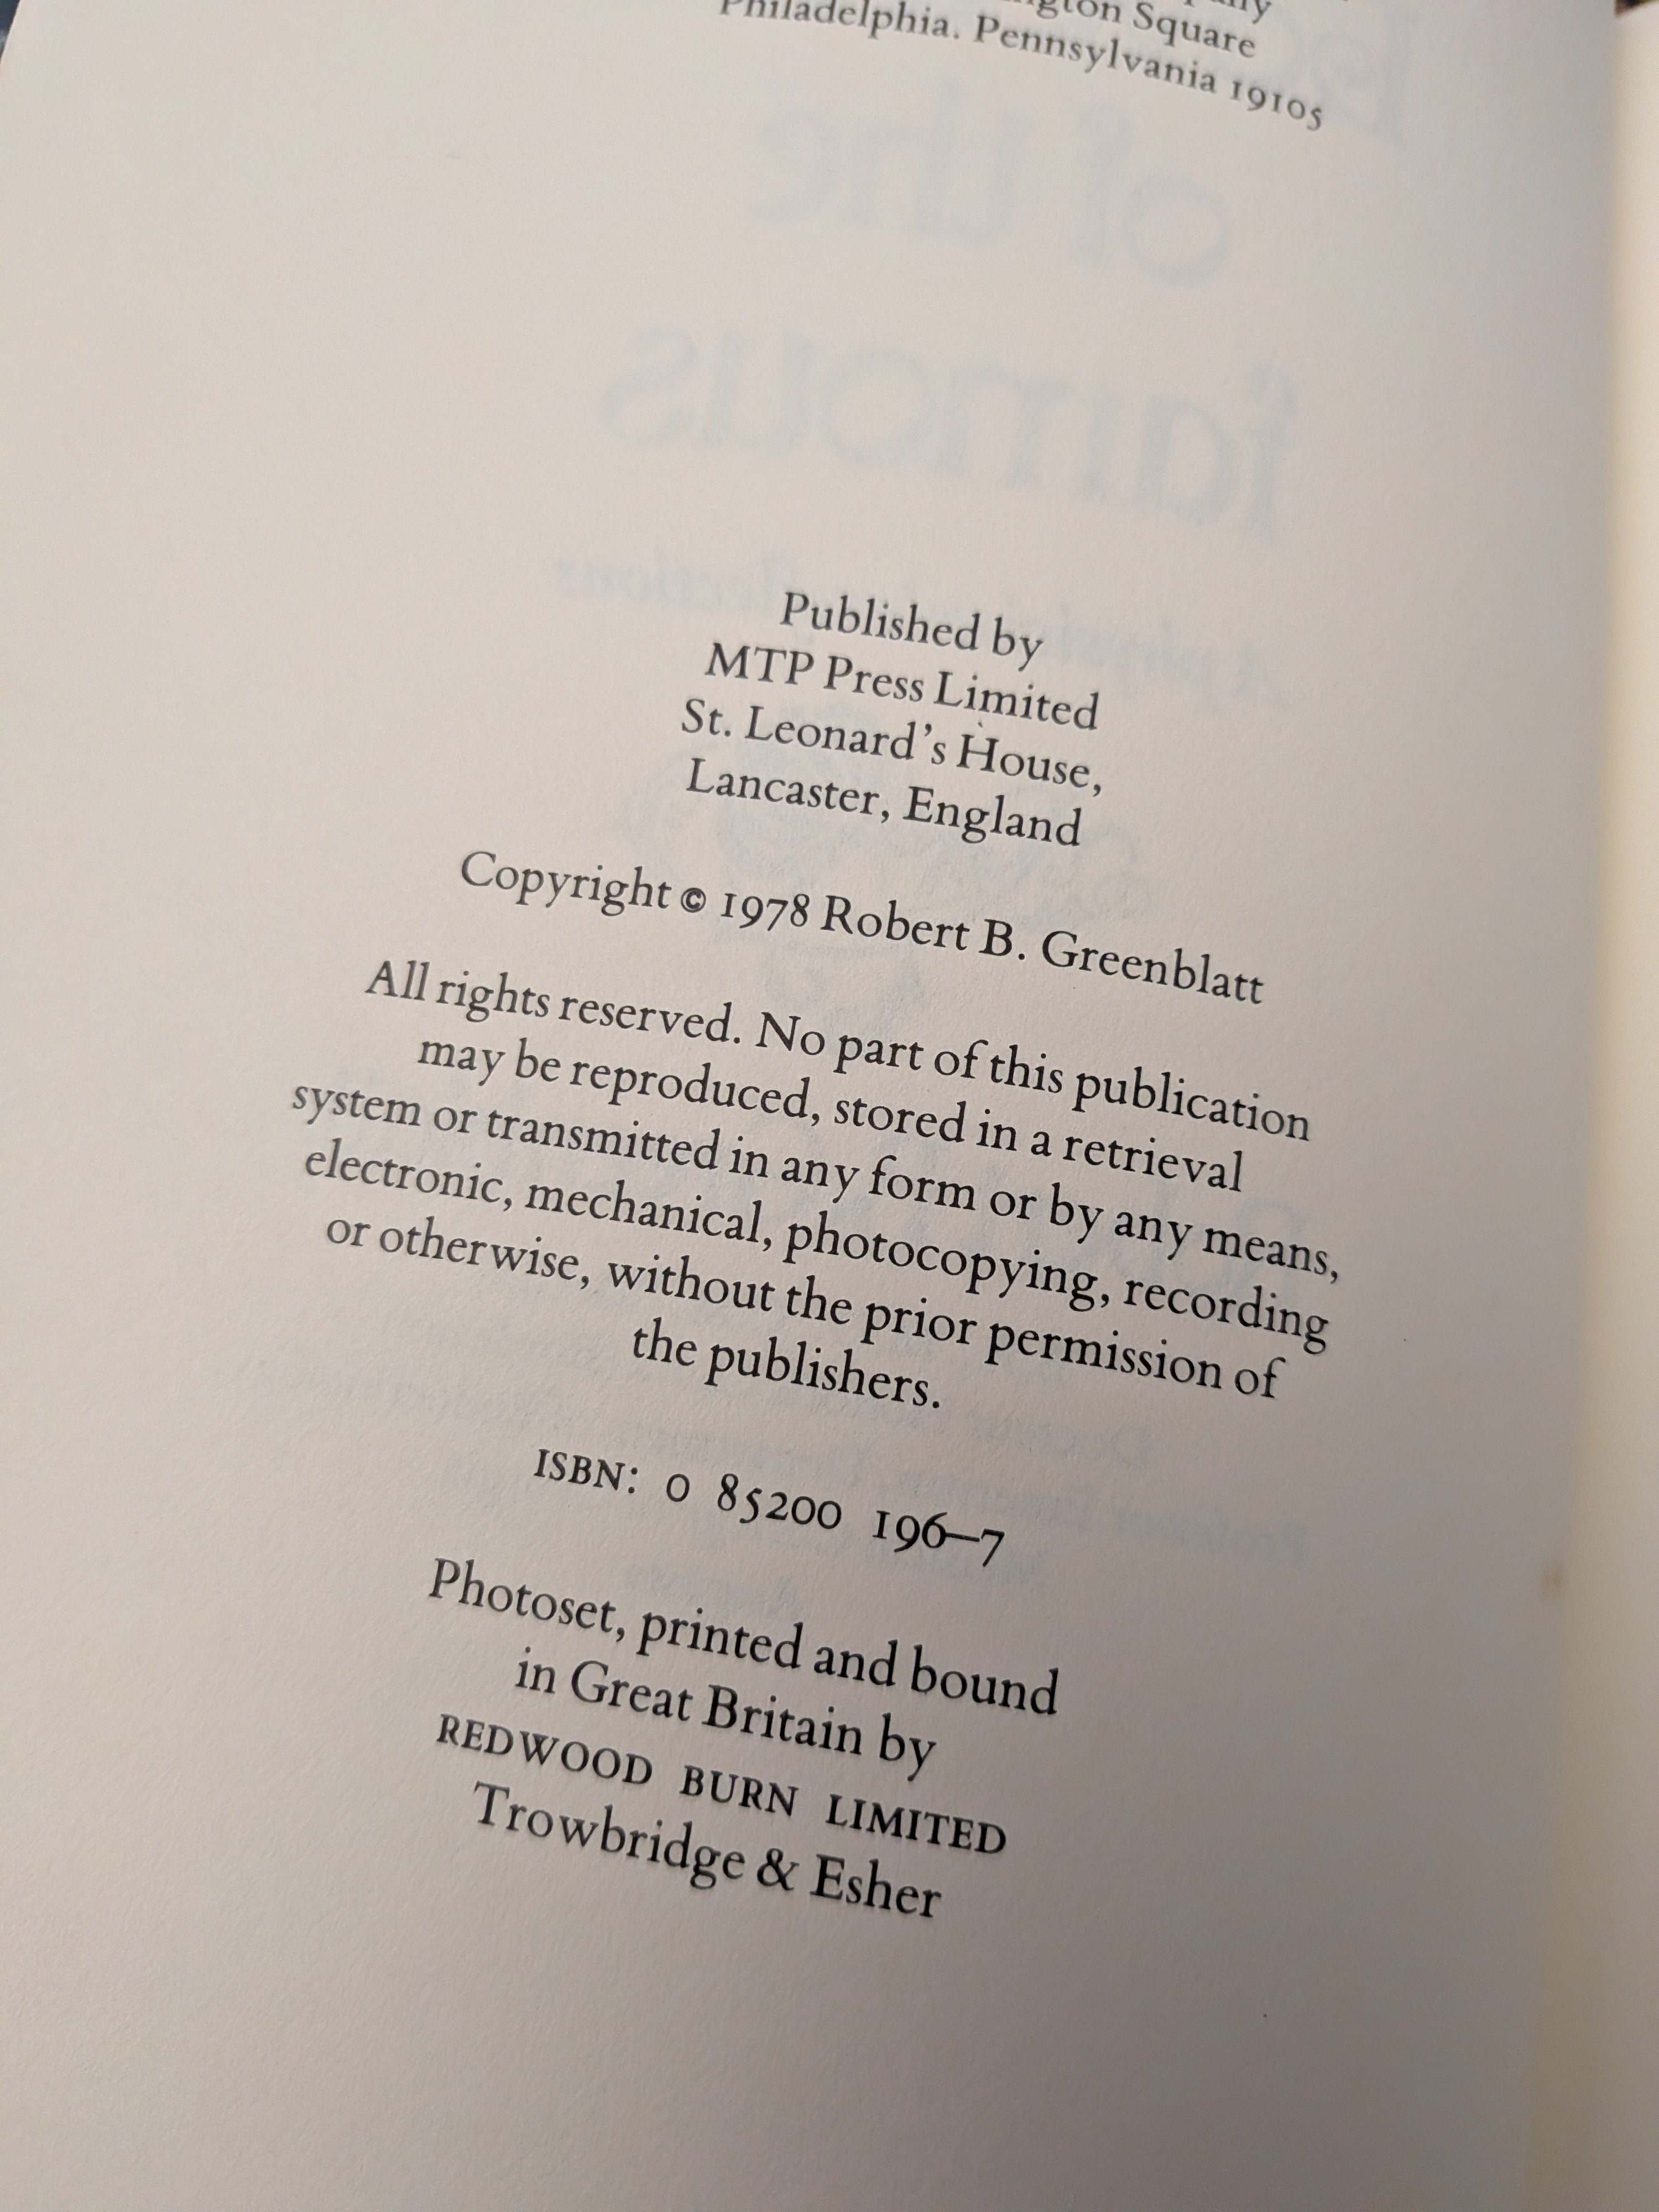 Square
Philadelphia. Pennsylvania 19105
of the
famous
Published by
MTP Press Limited
St. Leonard's House,
Lancaster, England
Copyright © 1978 Robert B. Greenblatt
All rights reserved. No part of this publication
may be reproduced, stored in a retrieval
system or transmitted in any form or by any means,
electronic, mechanical, photocopying, recording
or otherwise, without the prior permission of
the publishers.
ISBN: 0 85200 196–7
Photoset, printed and bound
in Great Britain by
REDWOOD BURN LIMITED
Trowbridge & Esher